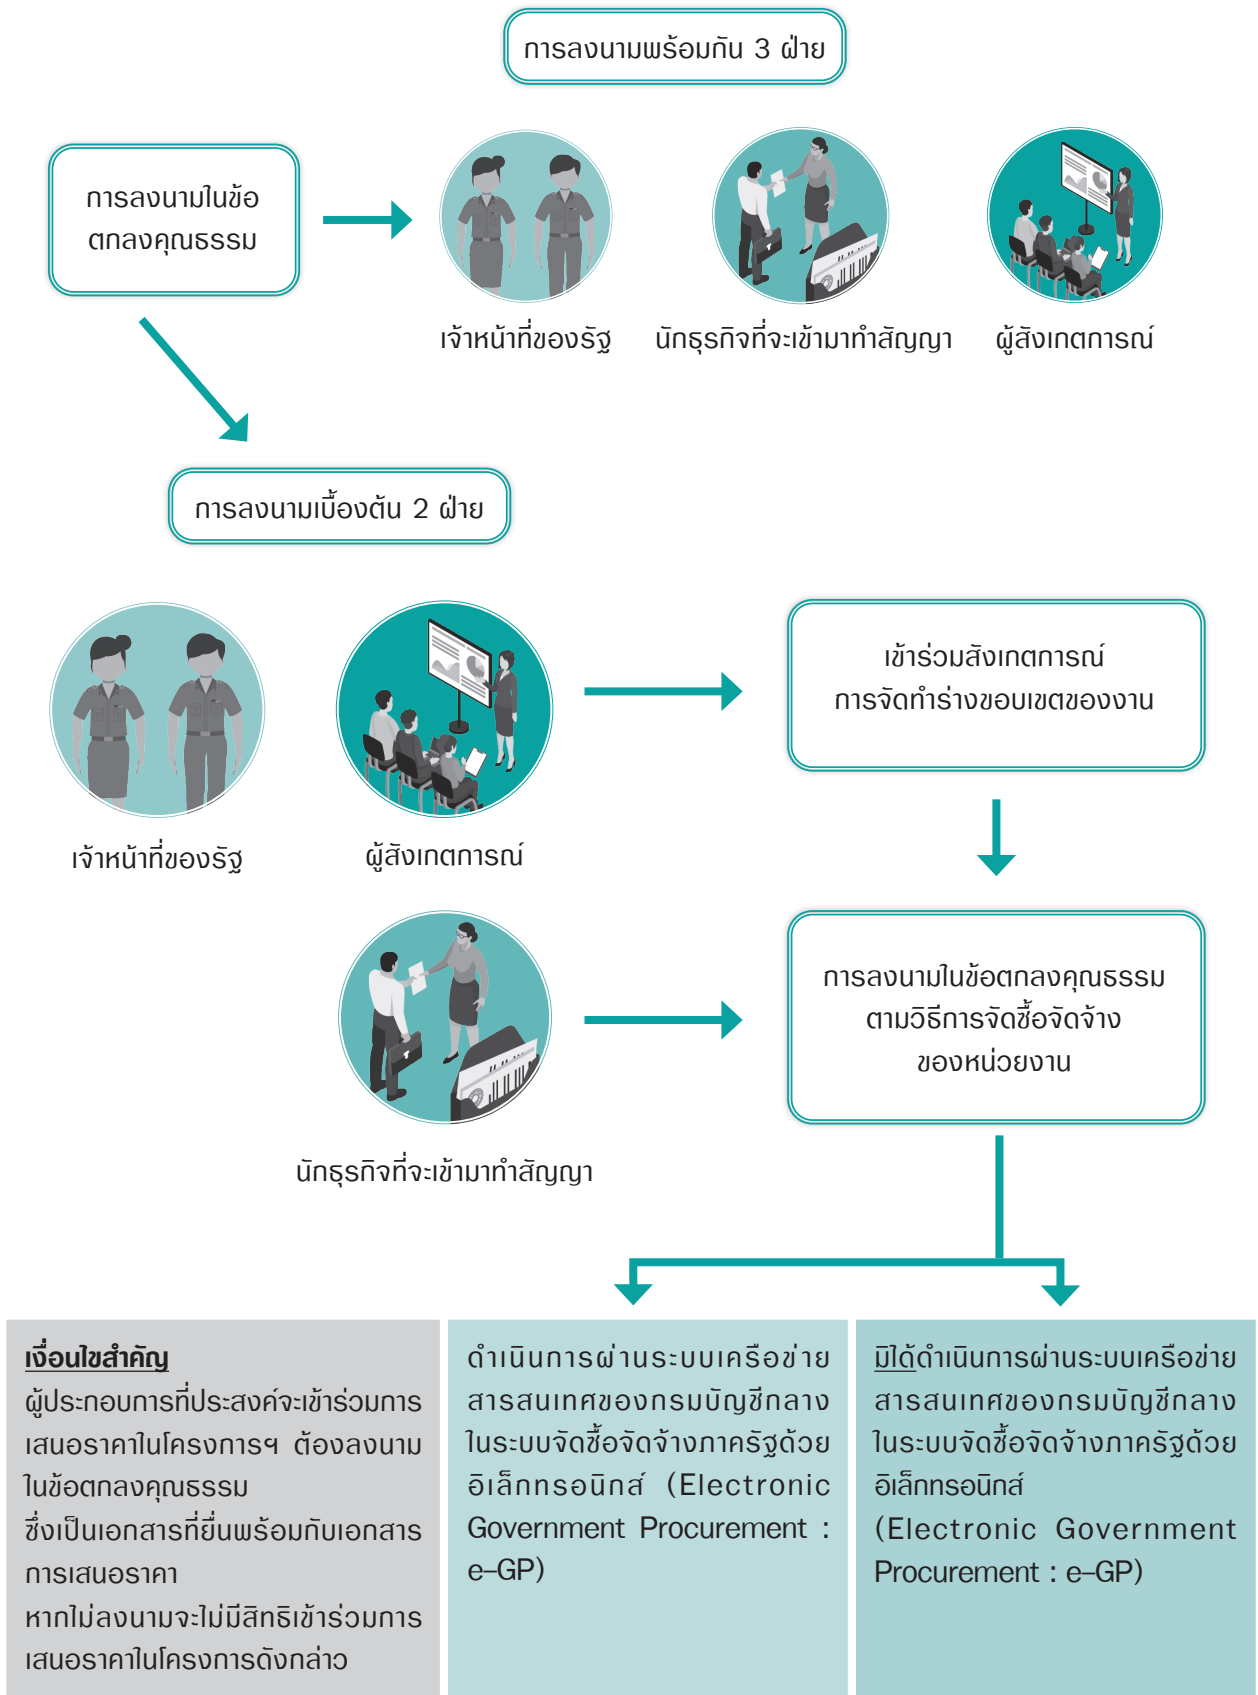 การลงนามพร้อมกัน 3 ฝ่าย
การลงนามในข้อ
ตกลงคุณธรรม
เจ้าหน้าที่ของรัฐ
นักธุรกิจที่จะเข้ามาทำสัญญา
ผู้สังเกตการณ์
การลงนามเบื้องต้น 2 ฝ่าย
เจ้าหน้าที่ของรัฐ
ผู้สังเกตการณ์
เข้าร่วมสังเกตการณ์
การจัดทำร่างขอบเขตของงาน
นักธุรกิจที่จะเข้ามาทำสัญญา
การลงนามในข้อตกลงคุณธรรม
ตามวิธีการจัดซื้อจัดจ้าง
ของหน่วยงาน
เงื่อนไขสำคัญ
ผู้ประกอบการที่ประสงค์จะเข้าร่วมการ
เสนอราคาในโครงการฯ ต้องลงนาม
ในข้อตกลงคุณธรรม
ซึ่งเป็นเอกสารที่ยื่นพร้อมกับเอกสาร
การเสนอราคา
หากไม่ลงนามจะไม่มีสิทธิเข้าร่วมการ
เสนอราคาในโครงการดังกล่าว
ดำเนินการผ่านระบบเครือข่าย
สารสนเทศของกรมบัญชีกลาง
ในระบบจัดซื้อจัดจ้างภาครัฐด้วย
อิเล็กทรอนิกส์ (Electronic
Government Procurement :
e–GP)
มิได้ดำเนินการผ่านระบบเครือข่าย
สารสนเทศของกรมบัญชีกลาง
ในระบบจัดซื้อจัดจ้างภาครัฐด้วย
อิเล็กทรอนิกส์
(Electronic Government
Procurement : e–GP)